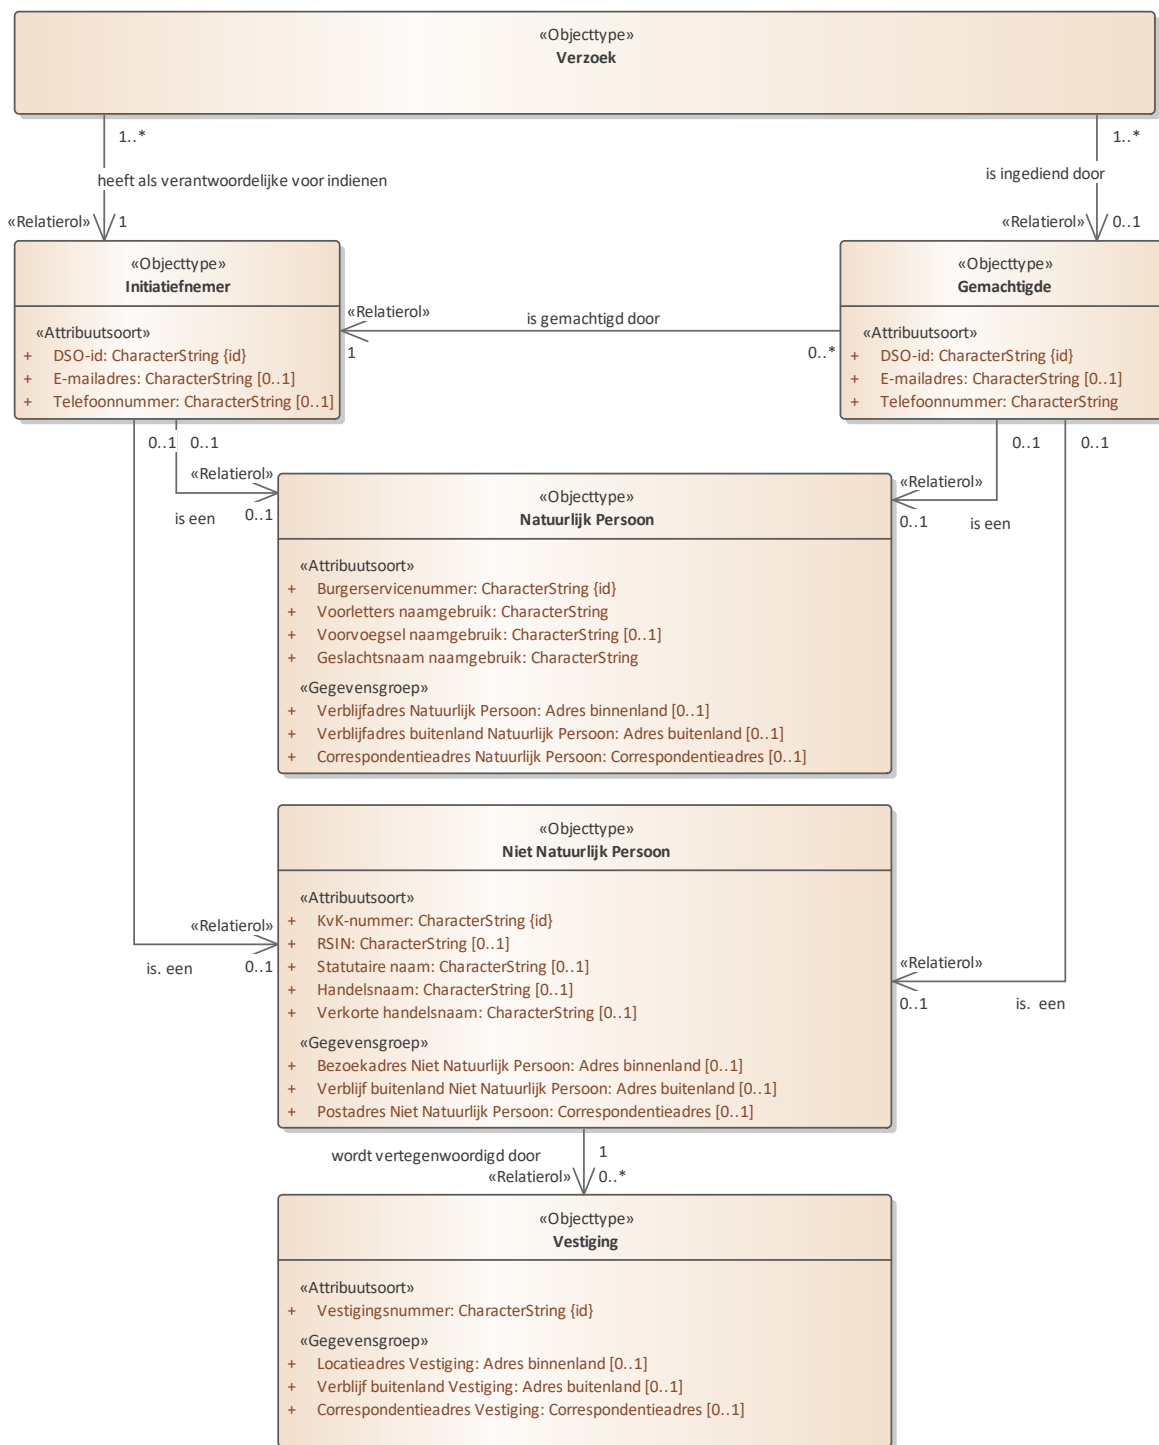 «Objecttype»
Verzoek
1..*
1..*
heeft als verantwoordelijke voor indienen
is ingediend door
«Relatierol»
1
«Relatierol»
0..1
«Objecttype»
Initiatiefnemer
«Attribuutsoort»
+ DSO-id: CharacterString {id}
+ E-mailadres: CharacterString [0..1]
+ Telefoonnummer: CharacterString [0..1]
«Relatierol»
is gemachtigd door
1
0..*
«Objecttype»
Gemachtigde
«Attribuutsoort»
+ DSO-id: CharacterString {id}
+ E-mailadres: CharacterString [0..1]
+ Telefoonnummer: CharacterString
0..1
0..1
0..1
0..1
«Relatierol»
is een
0..1
«Relatierol»
0..1
is een
«Objecttype»
Natuurlijk Persoon
«Attribuutsoort»
+ Burgerservicenummer: CharacterString {id}
+ Voorletters naamgebruik: CharacterString
+ Voorvoegsel naamgebruik: CharacterString [0..1]
+ Geslachtsnaam naamgebruik: CharacterString
«Gegevensgroep»
+ Verblijfadres Natuurlijk Persoon: Adres binnenland [0..1]
+ Verblijfadres buitenland Natuurlijk Persoon: Adres buitenland [0..1]
+ Correspondentieadres Natuurlijk Persoon: Correspondentieadres [0..1]
«Objecttype»
Niet Natuurlijk Persoon
«Attribuutsoort»
+ KvK-nummer: CharacterString {id}
+ RSIN: CharacterString [0..1]
+ Statutaire naam: CharacterString [0..1]
+ Handelsnaam: CharacterString [0..1]
+ Verkorte handelsnaam: CharacterString [0..1]
«Gegevensgroep»
+ Bezoekadres Niet Natuurlijk Persoon: Adres binnenland [0..1]
+ Verblijf buitenland Niet Natuurlijk Persoon: Adres buitenland [0..1]
+ Postadres Niet Natuurlijk Persoon: Correspondentieadres [0..1]
«Relatierol»
is. een
0..1
«Relatierol»
0..1
is. een
wordt vertegenwoordigd door
1
«Relatierol»
0..*
«Objecttype»
Vestiging
«Attribuutsoort»
+ Vestigingsnummer: CharacterString {id}
«Gegevensgroep»
+ Locatieadres Vestiging: Adres binnenland [0..1]
+ Verblijf buitenland Vestiging: Adres buitenland [0..1]
+ Correspondentieadres Vestiging: Correspondentieadres [0..1]